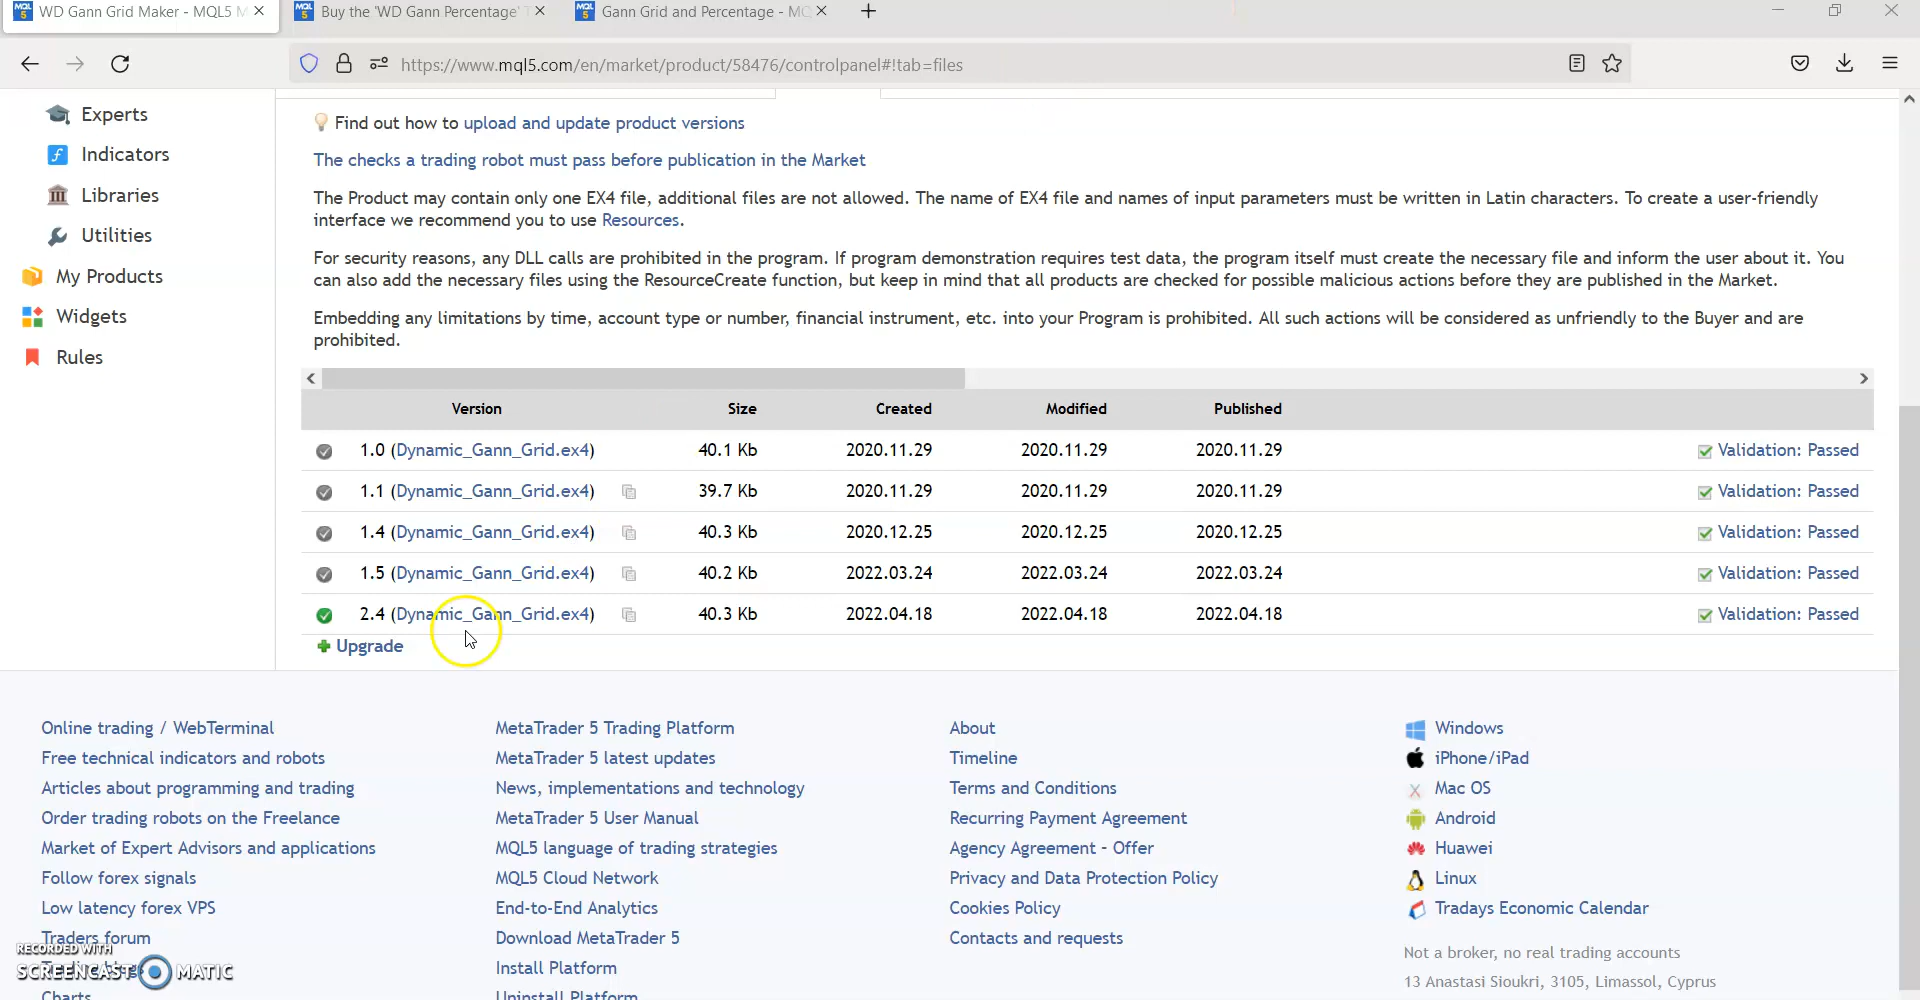 WD Gann Grid Maker - MQL5 M
Buy the 'WD Gann Percentage' T
Gann Grid and Percentage - MQ
https://www.mql5.com/en/market/product/58476/controlpanel#!tab=files
Experts
Indicators
Libraries
Utilities
My Products
Widgets
Rules
Find out how to upload and update product versions
The checks a trading robot must pass before publication in the Market
The Product may contain only one EX4 file, additional files are not allowed. The name of EX4 file and names of input parameters must be written in Latin characters. To create a user-friendly
interface we recommend you to use Resources.
For security reasons, any DLL calls are prohibited in the program. If program demonstration requires test data, the program itself must create the necessary file and inform the user about it. You
can also add the necessary files using the ResourceCreate function, but keep in mind that all products are checked for possible malicious actions before they are published in the Market.
Embedding any limitations by time, account type or number, financial instrument, etc. into your Program is prohibited. All such actions will be considered as unfriendly to the Buyer and are
prohibited.
Version Size Created Modified Published
1.0 (Dynamic_Gann_Grid.ex4) 40.1 Kb 2020.11.29 2020.11.29 2020.11.29 Validation: Passed
1.1 (Dynamic_Gann_Grid.ex4) 39.7 Kb 2020.11.29 2020.11.29 2020.11.29 Validation: Passed
1.4 (Dynamic_Gann_Grid.ex4) 40.3 Kb 2020.12.25 2020.12.25 2020.12.25 Validation: Passed
1.5 (Dynamic_Gann_Grid.ex4) 40.2 Kb 2022.03.24 2022.03.24 2022.03.24 Validation: Passed
2.4 (Dynamic_Gann_Grid.ex4) 40.3 Kb 2022.04.18 2022.04.18 2022.04.18 Validation: Passed
Upgrade
Online trading / WebTerminal
Free technical indicators and robots
Articles about programming and trading
Order trading robots on the Freelance
Market of Expert Advisors and applications
Follow forex signals
Low latency forex VPS
Traders forum
Charts
MetaTrader 5 Trading Platform
MetaTrader 5 latest updates
News, implementations and technology
MetaTrader 5 User Manual
MQL5 language of trading strategies
MQL5 Cloud Network
End-to-End Analytics
Download MetaTrader 5
Install Platform
Uninstall Platform
About
Timeline
Terms and Conditions
Recurring Payment Agreement
Agency Agreement - Offer
Privacy and Data Protection Policy
Cookies Policy
Contacts and requests
Windows
iPhone/iPad
Mac OS
Android
Huawei
Linux
Tradays Economic Calendar
Not a broker, no real trading accounts
13 Anastasi Sioukri, 3105, Limassol, Cyprus
RECORDED WITH
SCREENCAST MATIC